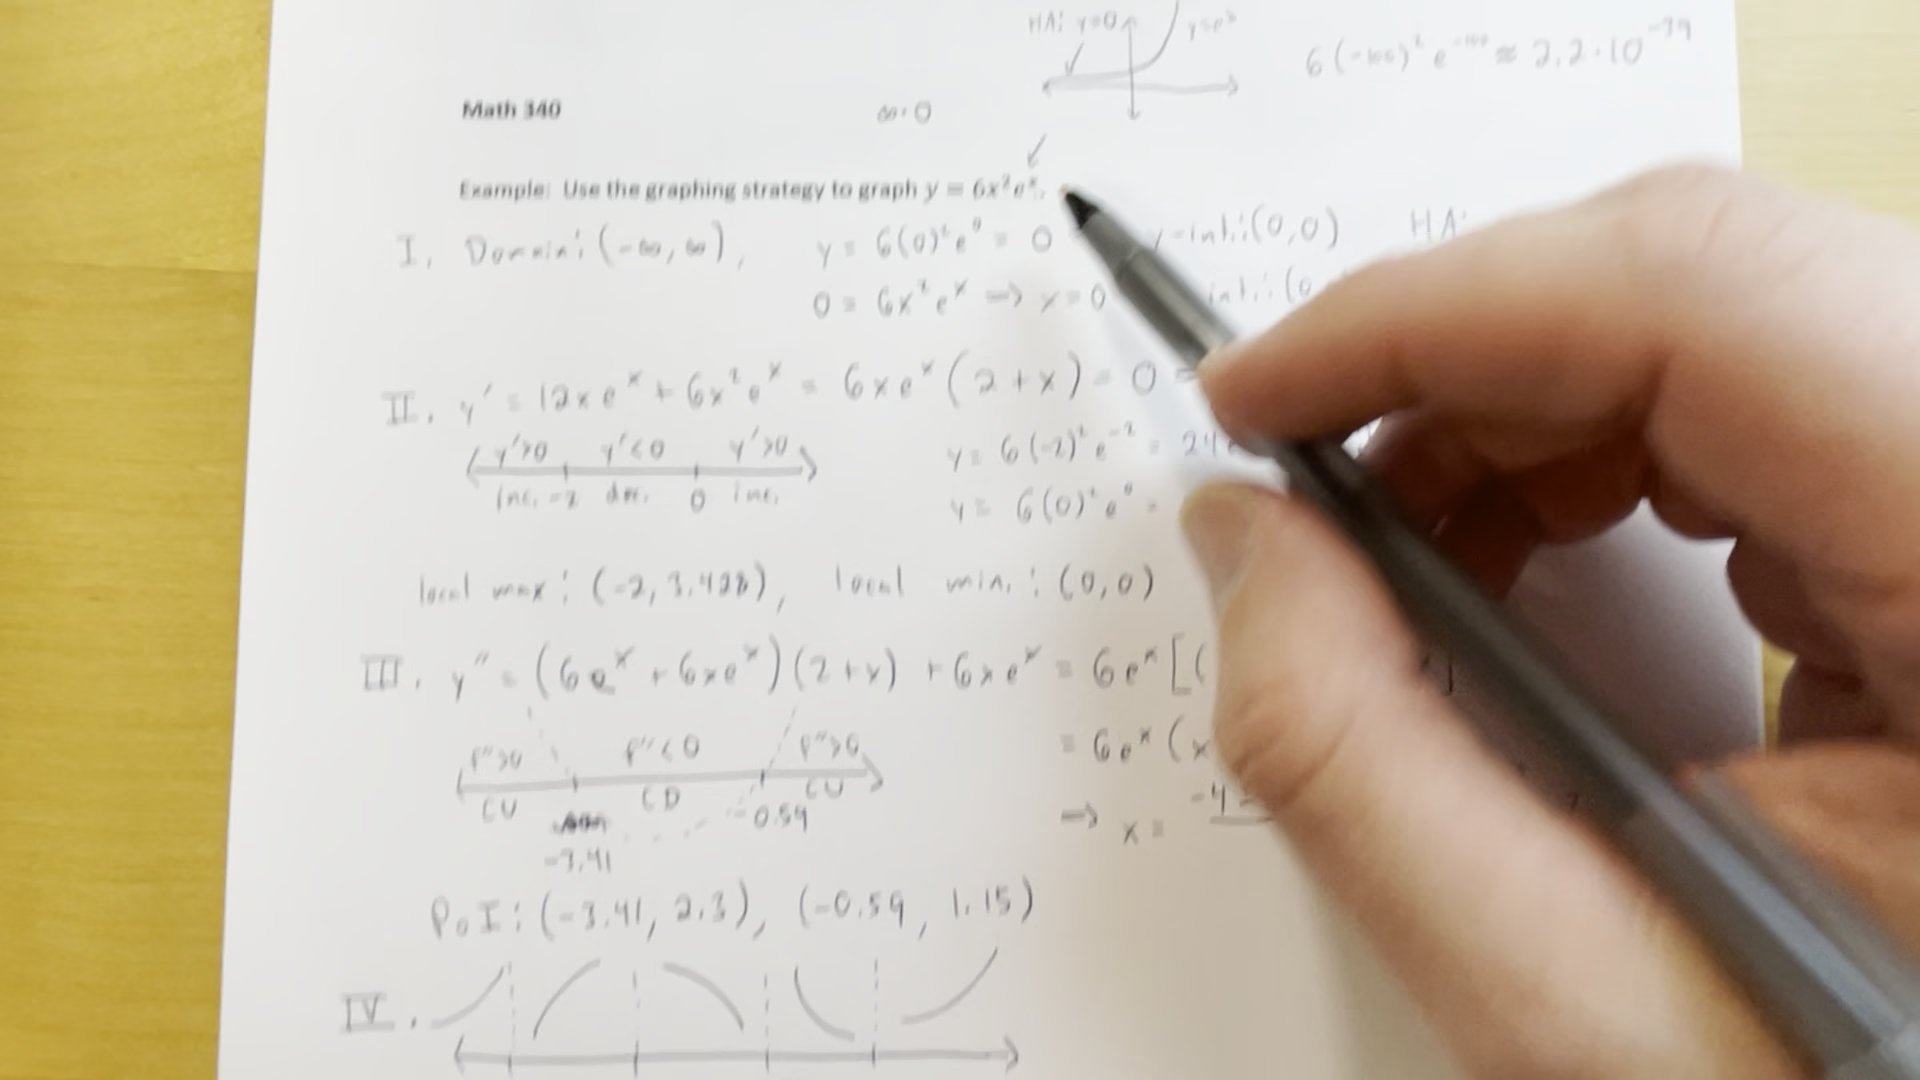 HA: y=0 y=e^x
6(-100)² e^-100 ≈ 2.2·10^-39
Math 340 ∞·0
Example: Use the graphing strategy to graph y = 6x²e^x.
I. Domain: (-∞, ∞), y = 6(0)²e^0 = 0 y-int.: (0,0) HA:
0 = 6x²e^x ⇒ x=0 int.: (0
II. y' = 12xe^x + 6x²e^x = 6xe^x (2+x) = 0
y'>0 y'<0 y'>0
inc. -2 dec. 0 inc.
y = 6(-2)²e^-2 = 24e
y = 6(0)²e^0 =
local max: (-2, 3.428), local min.: (0,0)
III. y'' = (6e^x + 6xe^x)(2+x) + 6xe^x = 6e^x [(
= 6e^x (x
f''>0 f''<0 f''>0
CU CD CU
-3.41 -0.59
⇒ x = -4
PoI: (-3.41, 2.3), (-0.59, 1.15)
IV.